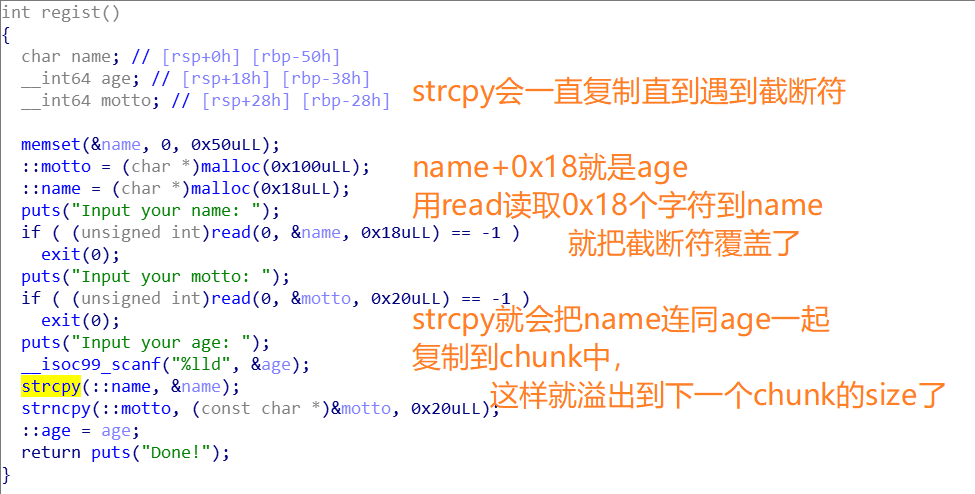 int regist()
{
char name; // [rsp+0h] [rbp-50h]
__int64 age; // [rsp+18h] [rbp-38h]
__int64 motto; // [rsp+28h] [rbp-28h]
strcpy会一直复制直到遇到截断符
memset(&name, 0, 0x50uLL);
::motto = (char *)malloc(0x100uLL);
::name = (char *)malloc(0x18uLL);
name+0x18就是age
puts("Input your name: ");
用read读取0x18个字符到name
if ( (unsigned int)read(0, &name, 0x18uLL) == -1 )
就把截断符覆盖了
exit(0);
puts("Input your motto: ");
if ( (unsigned int)read(0, &motto, 0x20uLL) == -1 )
exit(0);
strcpy就会把name连同age一起
puts("Input your age: ");
复制到chunk中,
__isoc99_scanf("%lld", &age);
strcpy(::name, &name);
这样就溢出到下一个chunk的size了
strncpy(::motto, (const char *)&motto, 0x20uLL);
::age = age;
return puts("Done!");
}